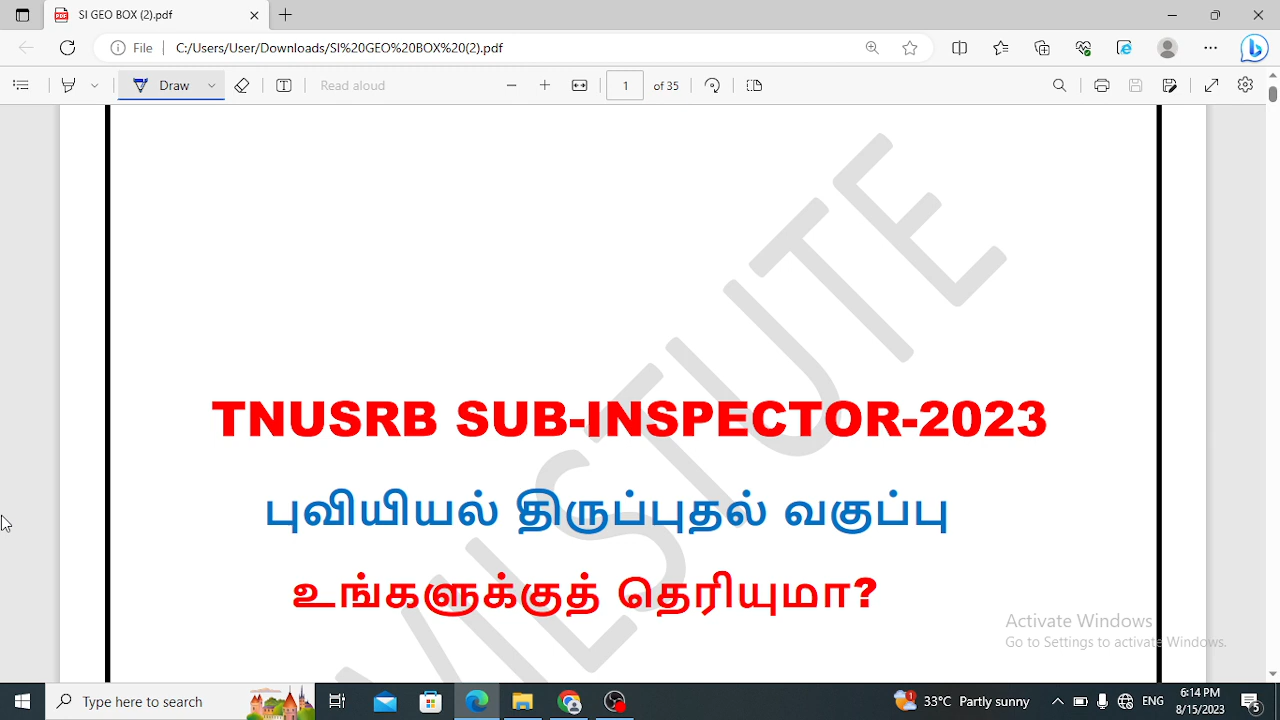 SI GEO BOX (2).pdf
File C:/Users/User/Downloads/SI%20GEO%20BOX%20(2).pdf
Draw Read aloud 1 of 35
TNUSRB SUB-INSPECTOR-2023
புவியியல் திருப்புதல் வகுப்பு
உங்களுக்குத் தெரியுமா?
Activate Windows
Go to Settings to activate Windows.
Type here to search 1 33°C Partly sunny ENG 6:14 PM
8/15/2023 5